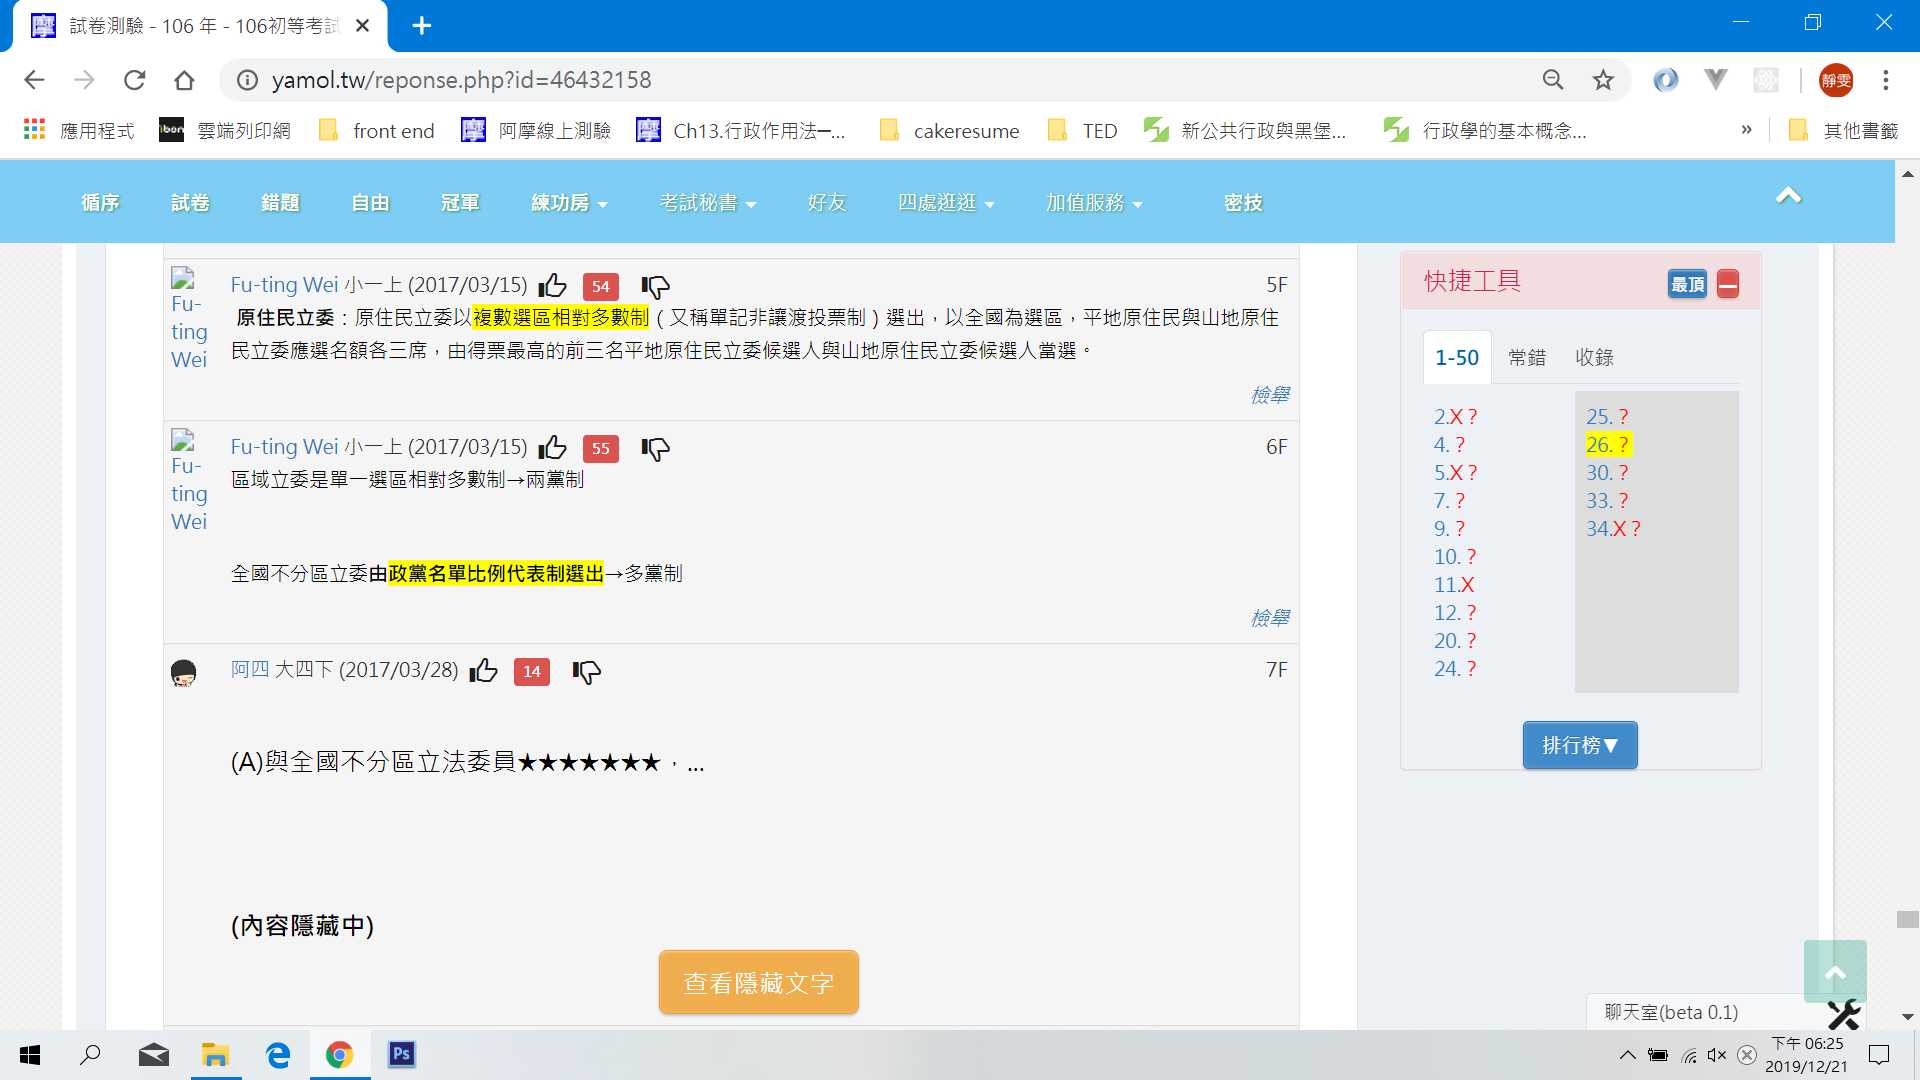 試卷測驗 - 106 年 - 106初等考試
yamol.tw/reponse.php?id=46432158
靜雯
應用程式 ibon 雲端列印網 front end 摩 阿摩線上測驗 摩 Ch13.行政作用法─... cakeresume TED 新公共行政與黑堡... 行政學的基本概念... » 其他書籤
循序 試卷 錯題 自由 冠軍 練功房 考試秘書 好友 四處逛逛 加值服務 密技
Fu-ting Wei
Fu-ting Wei 小一上 (2017/03/15) 54 5F
原住民立委：原住民立委以複數選區相對多數制（又稱單記非讓渡投票制）選出，以全國為選區，平地原住民與山地原住
民立委應選名額各三席，由得票最高的前三名平地原住民立委候選人與山地原住民立委候選人當選。
檢舉
Fu-ting Wei
Fu-ting Wei 小一上 (2017/03/15) 55 6F
區域立委是單一選區相對多數制→兩黨制
全國不分區立委由政黨名單比例代表制選出→多黨制
檢舉
阿四 大四下 (2017/03/28) 14 7F
(A)與全國不分區立法委員★★★★★★★，...
(內容隱藏中)
查看隱藏文字
快捷工具 最頂
1-50 常錯 收錄
2.X ?
4. ?
5.X ?
7. ?
9. ?
10. ?
11.X
12. ?
20. ?
24. ?
25. ?
26. ?
30. ?
33. ?
34.X ?
排行榜▼
聊天室(beta 0.1)
Ps
下午 06:25
2019/12/21